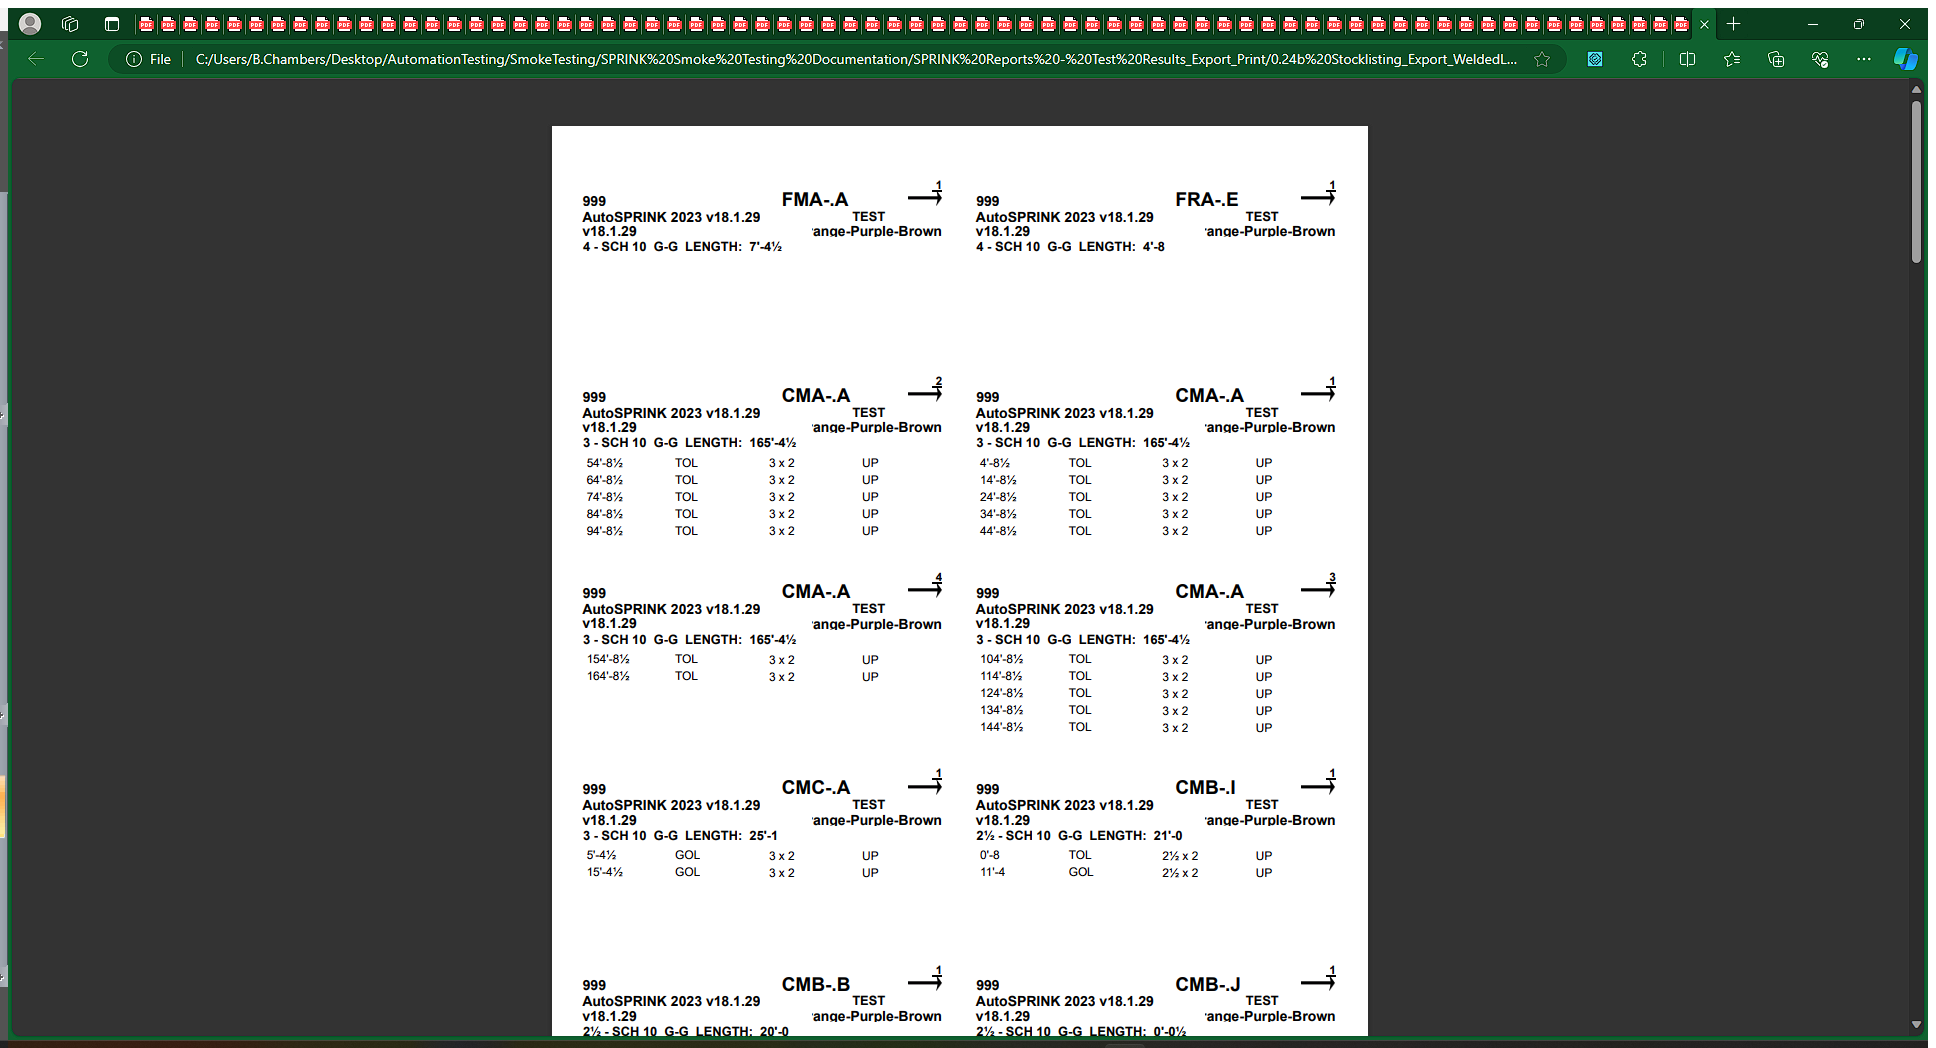 File
C:/Users/B.Chambers/Desktop/AutomationTesting/SmokeTesting/SPRINK%20Smoke%20Testing%20Documentation/SPRINK%20Reports%20-%20Test%20Results_Export_Print/0.24b%20Stocklisting_Export_WeldedL...
1
999 FMA-.A
AutoSPRINK 2023 v18.1.29 TEST
v18.1.29 ange-Purple-Brown
4 - SCH 10 G-G LENGTH: 7'-4½
1
999 FRA-.E
AutoSPRINK 2023 v18.1.29 TEST
v18.1.29 ange-Purple-Brown
4 - SCH 10 G-G LENGTH: 4'-8
2
999 CMA-.A
AutoSPRINK 2023 v18.1.29 TEST
v18.1.29 ange-Purple-Brown
3 - SCH 10 G-G LENGTH: 165'-4½
54'-8½ TOL 3 x 2 UP
64'-8½ TOL 3 x 2 UP
74'-8½ TOL 3 x 2 UP
84'-8½ TOL 3 x 2 UP
94'-8½ TOL 3 x 2 UP
1
999 CMA-.A
AutoSPRINK 2023 v18.1.29 TEST
v18.1.29 ange-Purple-Brown
3 - SCH 10 G-G LENGTH: 165'-4½
4'-8½ TOL 3 x 2 UP
14'-8½ TOL 3 x 2 UP
24'-8½ TOL 3 x 2 UP
34'-8½ TOL 3 x 2 UP
44'-8½ TOL 3 x 2 UP
4
999 CMA-.A
AutoSPRINK 2023 v18.1.29 TEST
v18.1.29 ange-Purple-Brown
3 - SCH 10 G-G LENGTH: 165'-4½
154'-8½ TOL 3 x 2 UP
164'-8½ TOL 3 x 2 UP
3
999 CMA-.A
AutoSPRINK 2023 v18.1.29 TEST
v18.1.29 ange-Purple-Brown
3 - SCH 10 G-G LENGTH: 165'-4½
104'-8½ TOL 3 x 2 UP
114'-8½ TOL 3 x 2 UP
124'-8½ TOL 3 x 2 UP
134'-8½ TOL 3 x 2 UP
144'-8½ TOL 3 x 2 UP
1
999 CMC-.A
AutoSPRINK 2023 v18.1.29 TEST
v18.1.29 ange-Purple-Brown
3 - SCH 10 G-G LENGTH: 25'-1
5'-4½ GOL 3 x 2 UP
15'-4½ GOL 3 x 2 UP
1
999 CMB-.I
AutoSPRINK 2023 v18.1.29 TEST
v18.1.29 ange-Purple-Brown
2½ - SCH 10 G-G LENGTH: 21'-0
0'-8 TOL 2½ x 2 UP
11'-4 GOL 2½ x 2 UP
1
999 CMB-.B
AutoSPRINK 2023 v18.1.29 TEST
v18.1.29 ange-Purple-Brown
2½ - SCH 10 G-G LENGTH: 20'-0
1
999 CMB-.J
AutoSPRINK 2023 v18.1.29 TEST
v18.1.29 ange-Purple-Brown
2½ - SCH 10 G-G LENGTH: 0'-0½